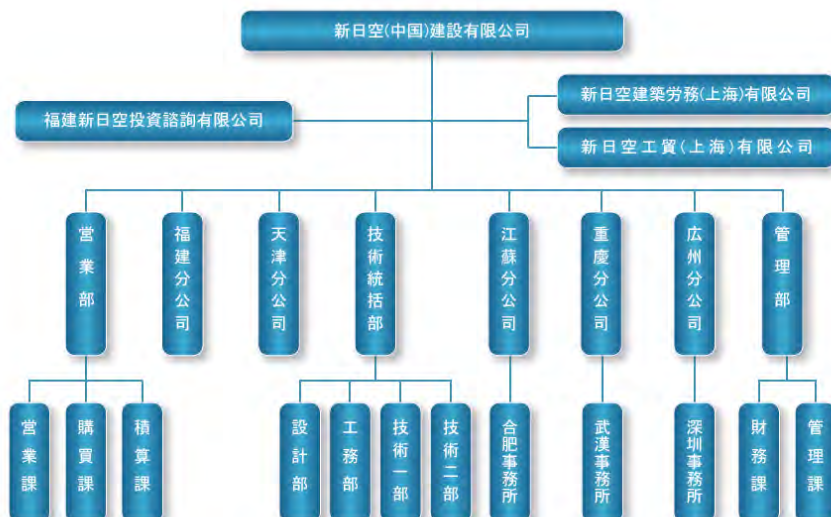 新日空(中国)建設有限公司
新日空建築労務(上海)有限公司
福建新日空投資諮詢有限公司
新日空工貿(上海)有限公司
営業部
福建分公司
天津分公司
技術統括部
江蘇分公司
重慶分公司
広州分公司
管理部
営業課
購買課
積算課
設計部
工務部
技術一部
技術二部
合肥事務所
武漢事務所
深圳事務所
財務課
管理課